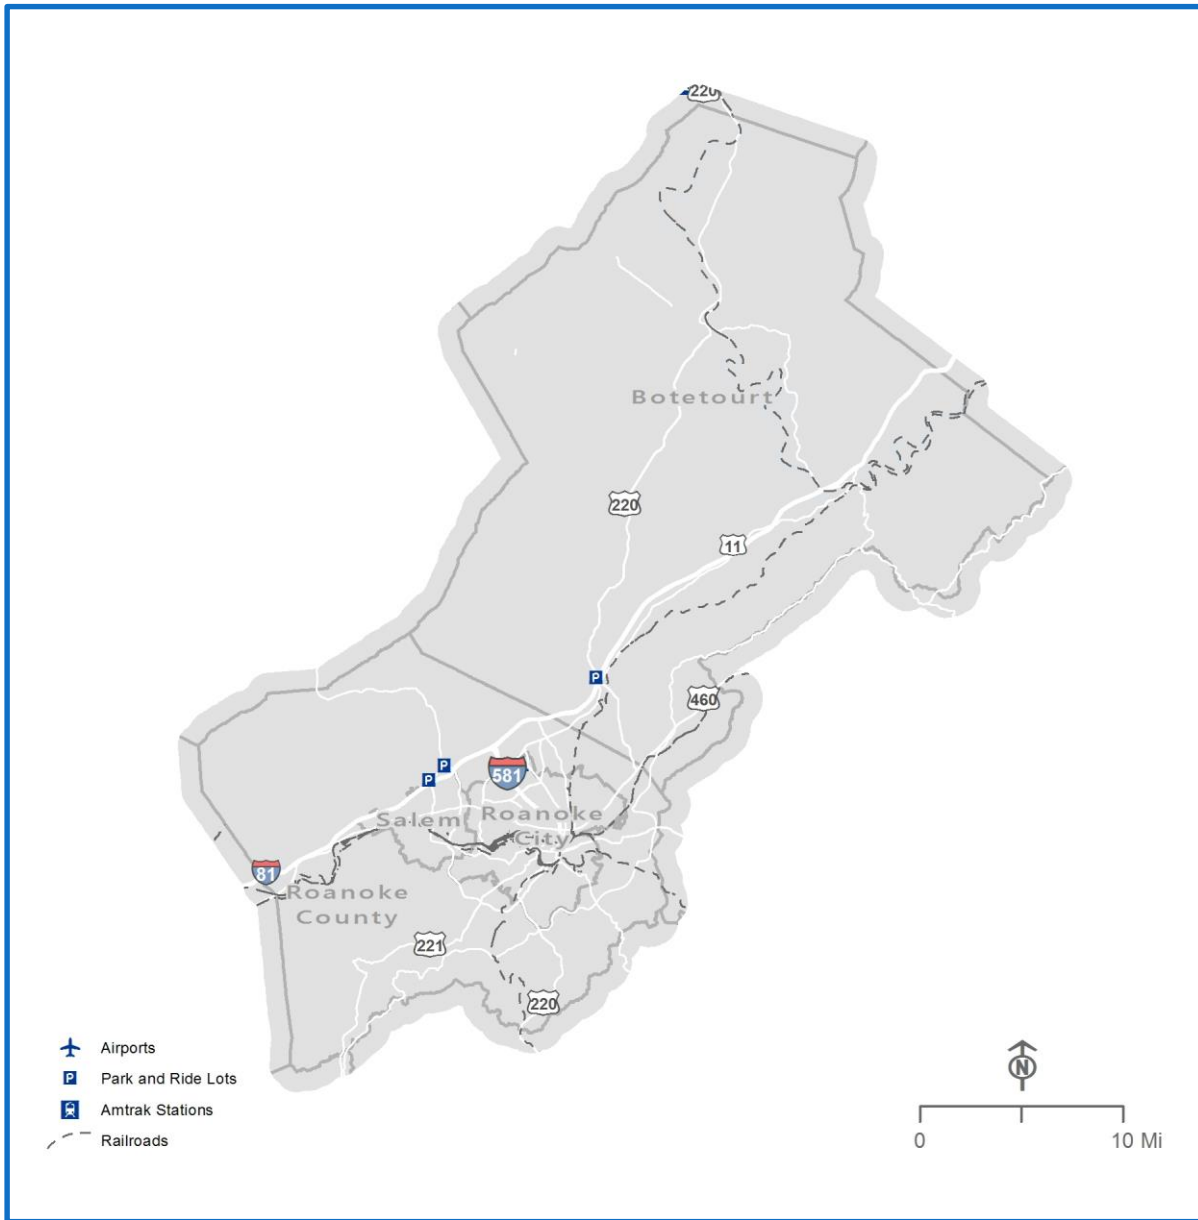 220
Botetourt
220
11
460
581
Salem
Roanoke
City
81
Roanoke
County
221
220
Airports
P Park and Ride Lots
Amtrak Stations
Railroads
P
P
P
N
0 10 Mi